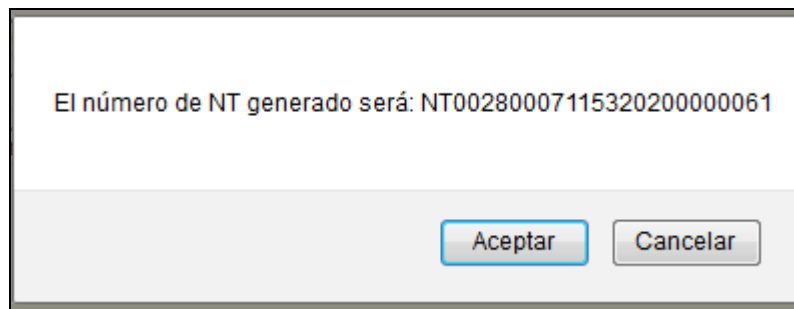 El número de NT generado será: NT00280007115320200000061
Aceptar Cancelar